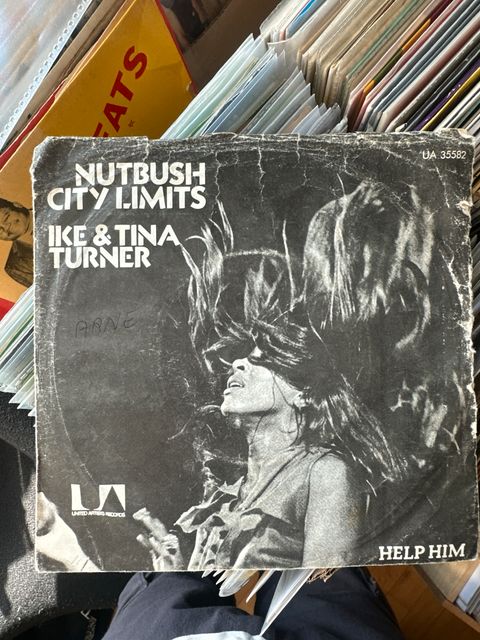 EATS
UA 35582
NUTBUSH
CITY LIMITS
IKE & TINA
TURNER
ARNE
UA
UNITED ARTISTS RECORDS
HELP HIM